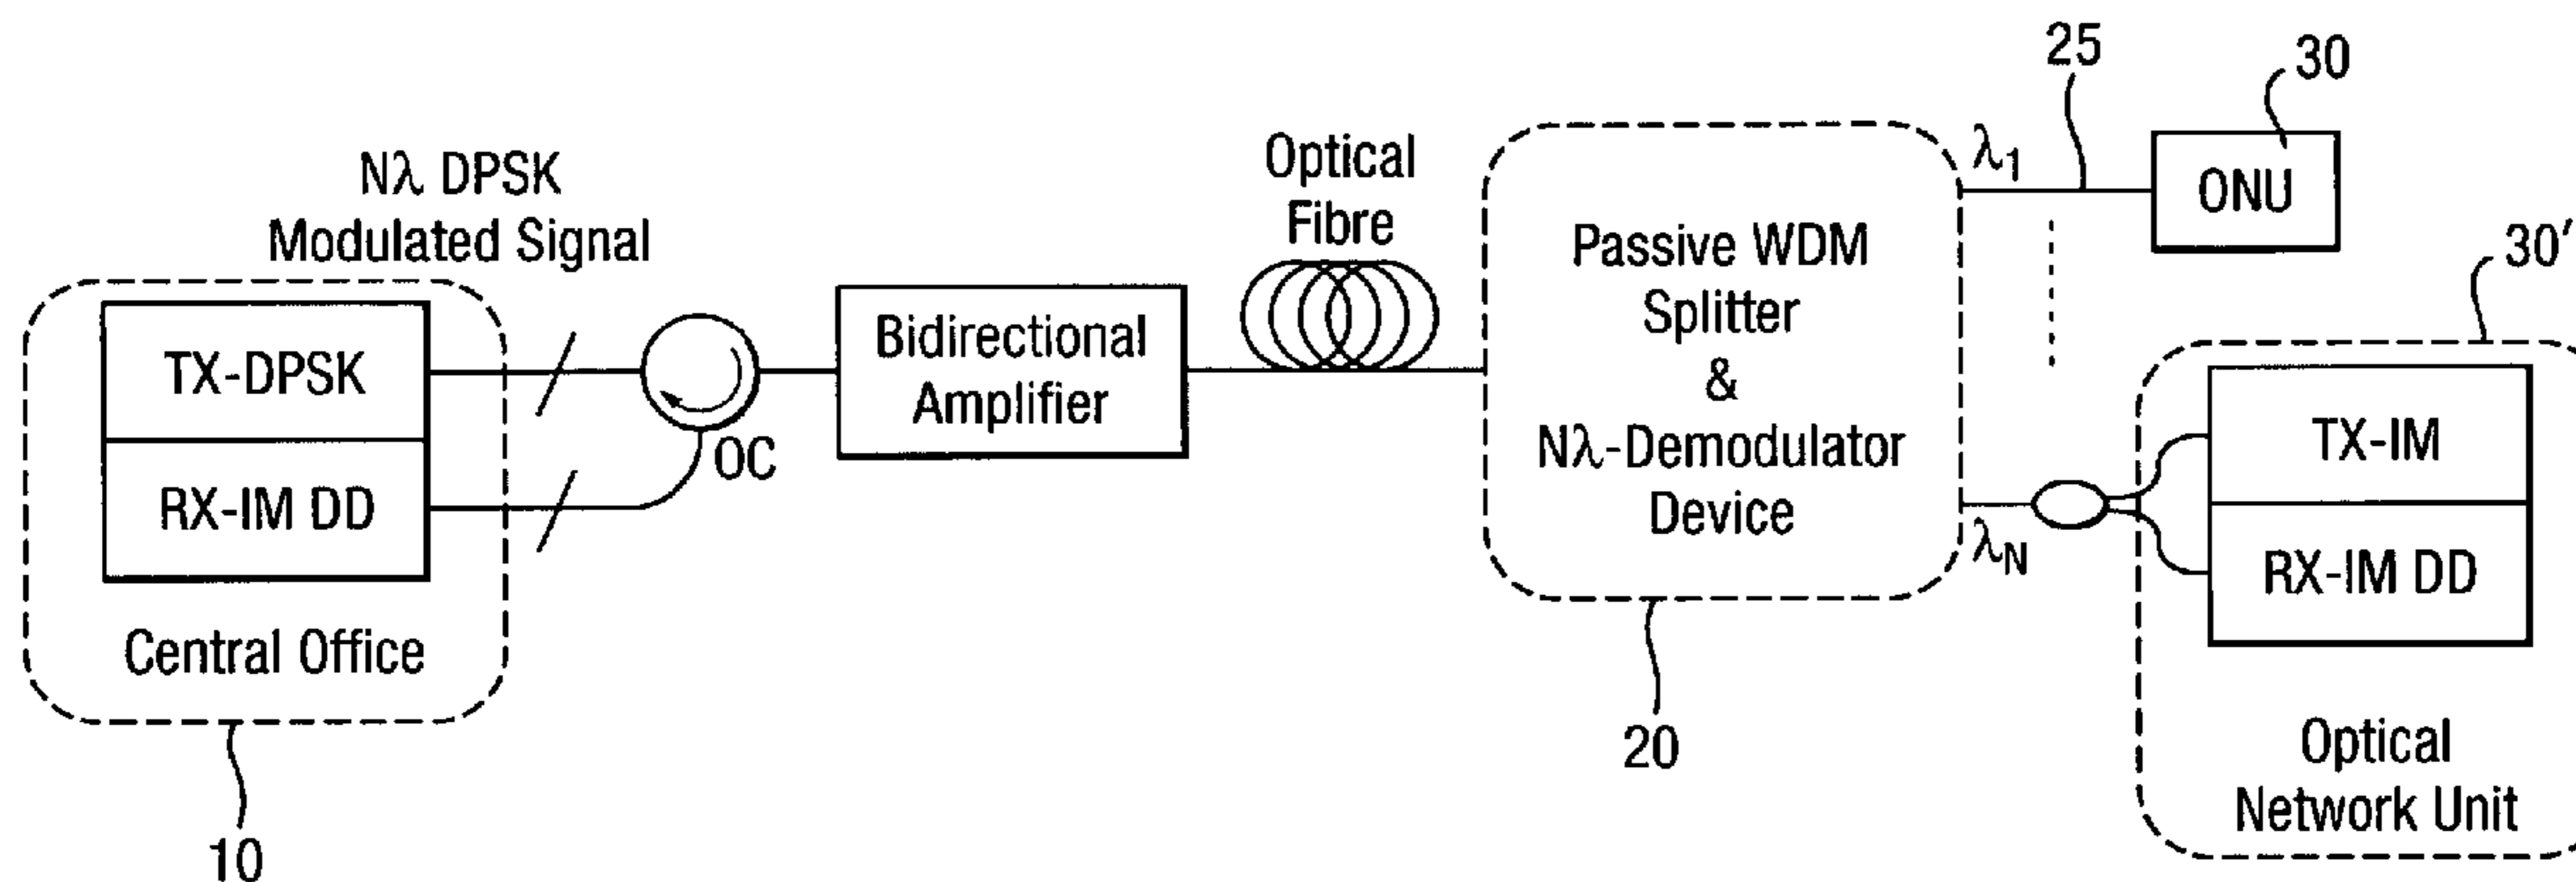 Nλ DPSK
Modulated Signal
TX-DPSK
RX-IM DD
Central Office
10
OC
Bidirectional
Amplifier
Optical
Fibre
Passive WDM
Splitter
&
Nλ-Demodulator
Device
20
λ1
25
30
ONU
30'
λN
TX-IM
RX-IM DD
Optical
Network Unit